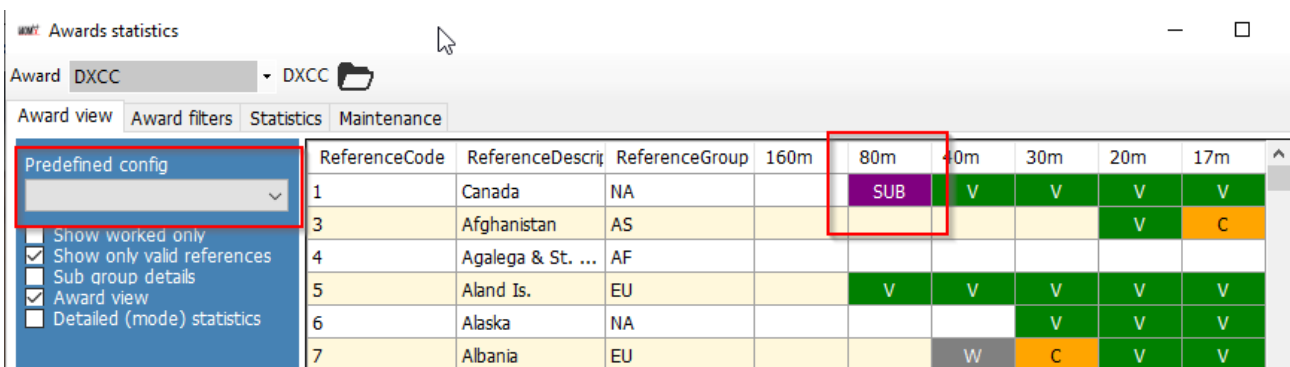 Awards statistics
Award DXCC DXCC
Award view Award filters Statistics Maintenance
Predefined config
Show worked only
Show only valid references
Sub group details
Award view
Detailed (mode) statistics
ReferenceCode ReferenceDescrip ReferenceGroup 160m 80m 40m 30m 20m 17m
1 Canada NA SUB V V V V
3 Afghanistan AS V C
4 Agalega & St. ... AF
5 Aland Is. EU V V V V V
6 Alaska NA V V V
7 Albania EU W C V V